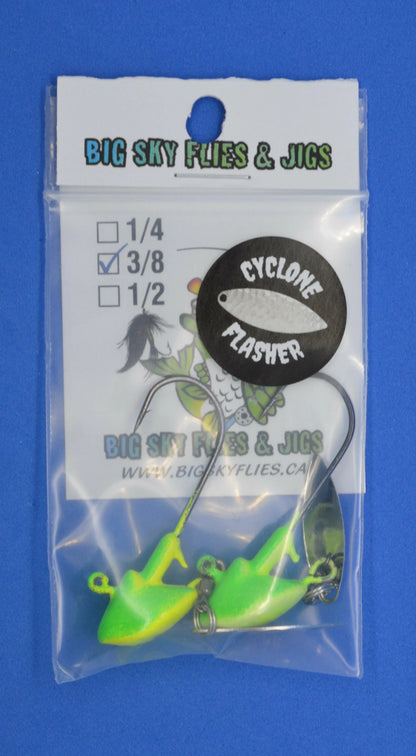 BIG SKY FLIES & JIGS
1/4
3/8
1/2
CYCLONE
FLASHER
BIG SKY FLIES & JIGS
WWW.BIGSKYFLIES.CA